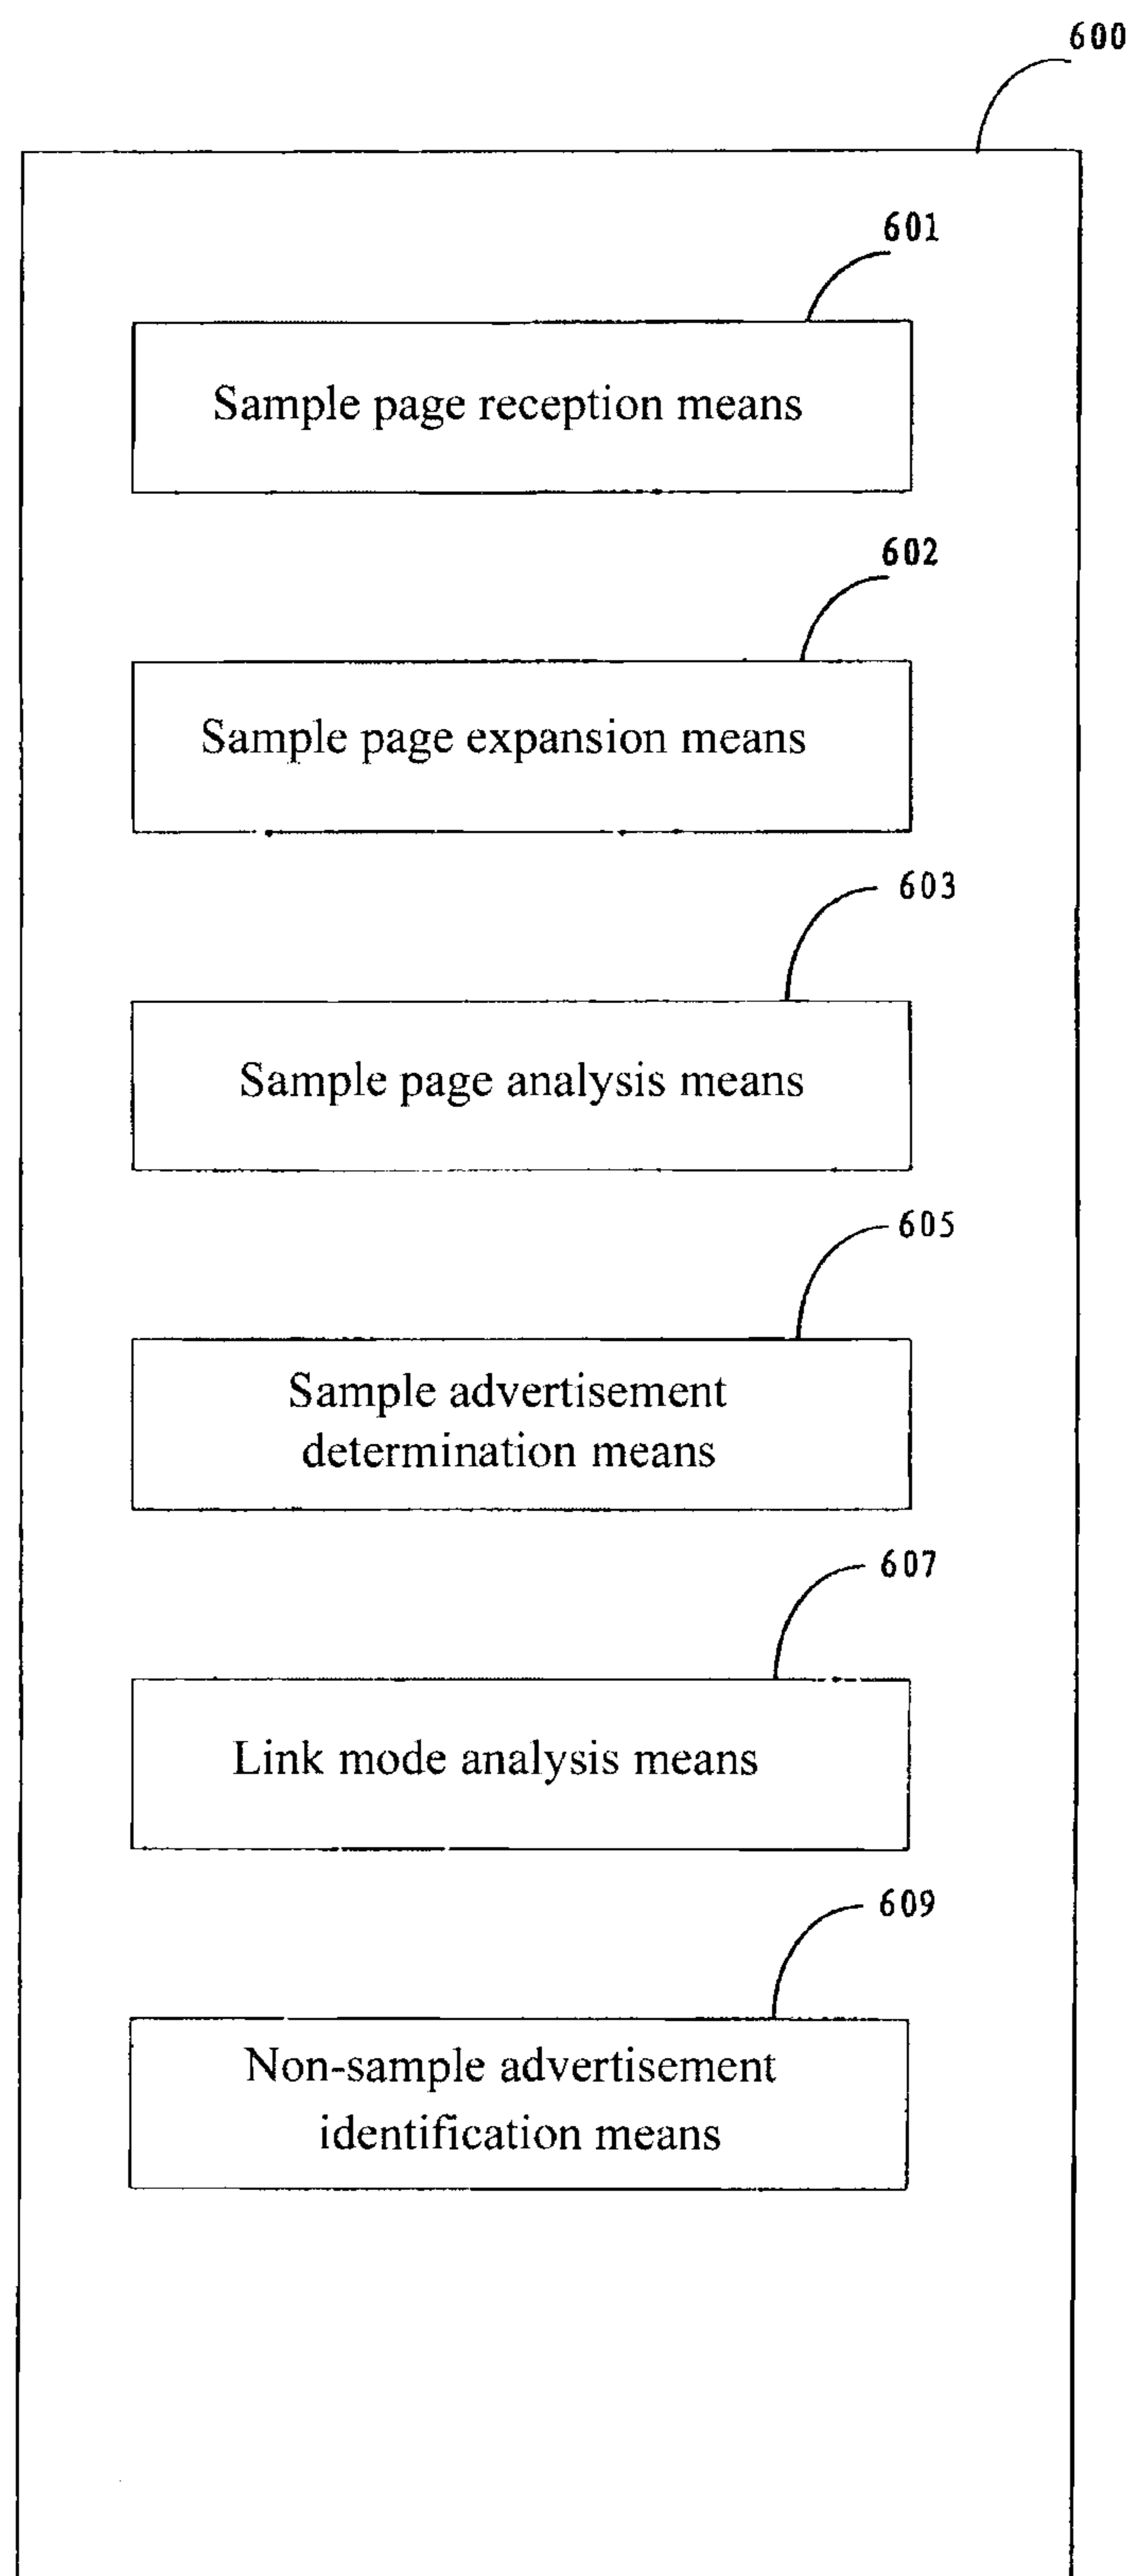 600
601
Sample page reception means
602
Sample page expansion means
603
Sample page analysis means
605
Sample advertisement
determination means
607
Link mode analysis means
609
Non-sample advertisement
identification means